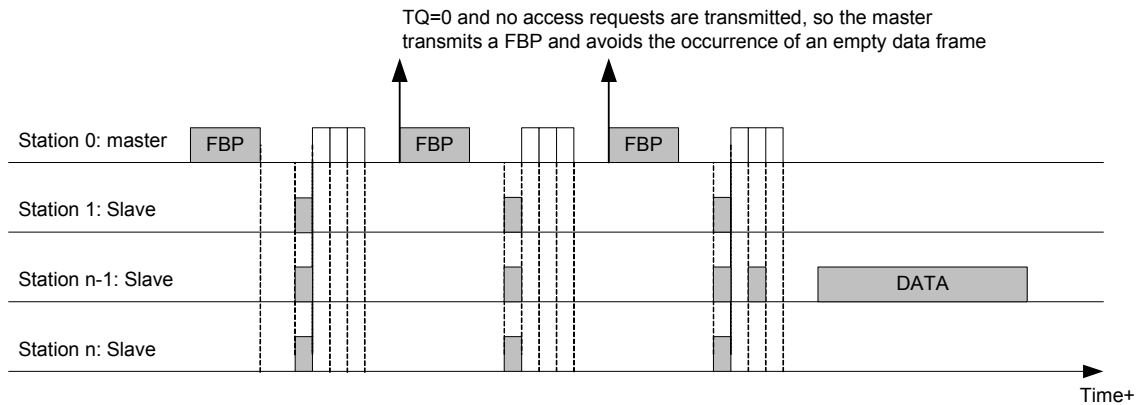 TQ=0 and no access requests are transmitted, so the master
transmits a FBP and avoids the occurrence of an empty data frame
Station 0: master
FBP
FBP
FBP
Station 1: Slave
Station n-1: Slave
DATA
Station n: Slave
Time+